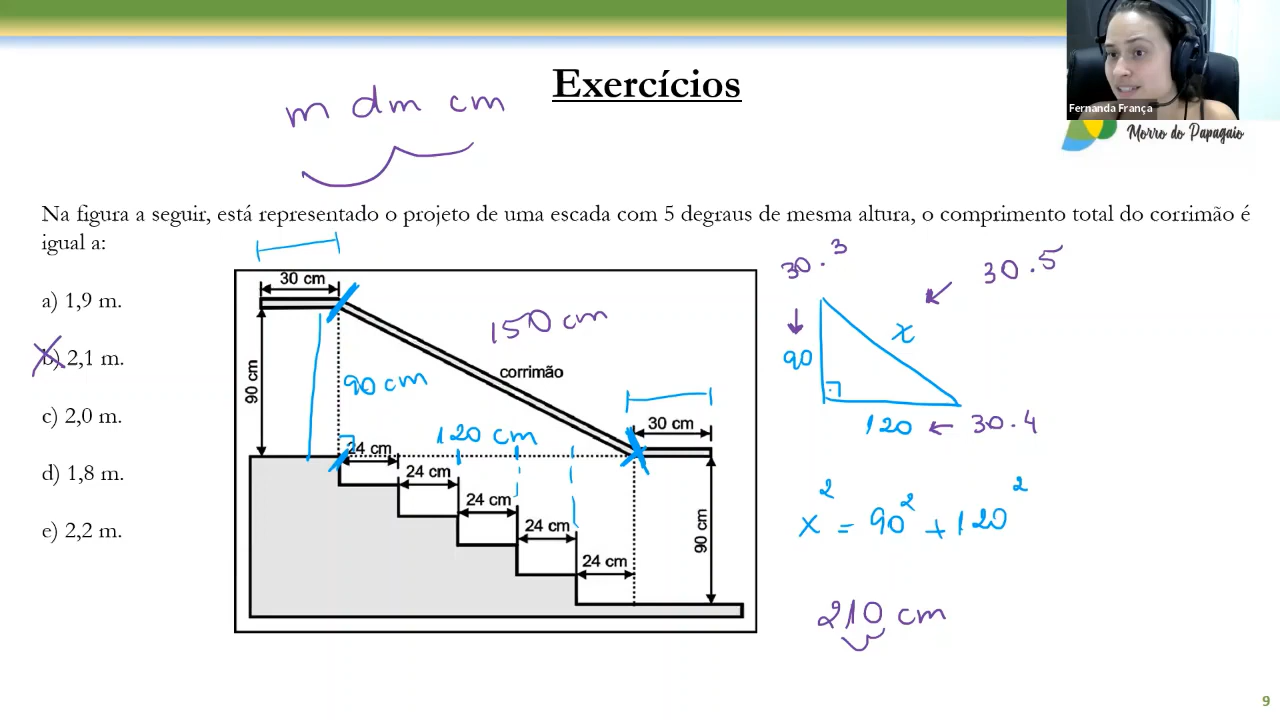 Exercícios
m dm cm
Fernanda França
Morro do Papagaio
Na figura a seguir, está representado o projeto de uma escada com 5 degraus de mesma altura, o comprimento total do corrimão é
igual a:
a) 1,9 m.
b) 2,1 m.
c) 2,0 m.
d) 1,8 m.
e) 2,2 m.
30 cm
90 cm
150 cm
corrimão
90 cm
120 cm
30 cm
24 cm
24 cm
24 cm
24 cm
24 cm
90 cm
30.3
30.5
90
x
120
30.4
x² = 90² + 120²
210 cm
9